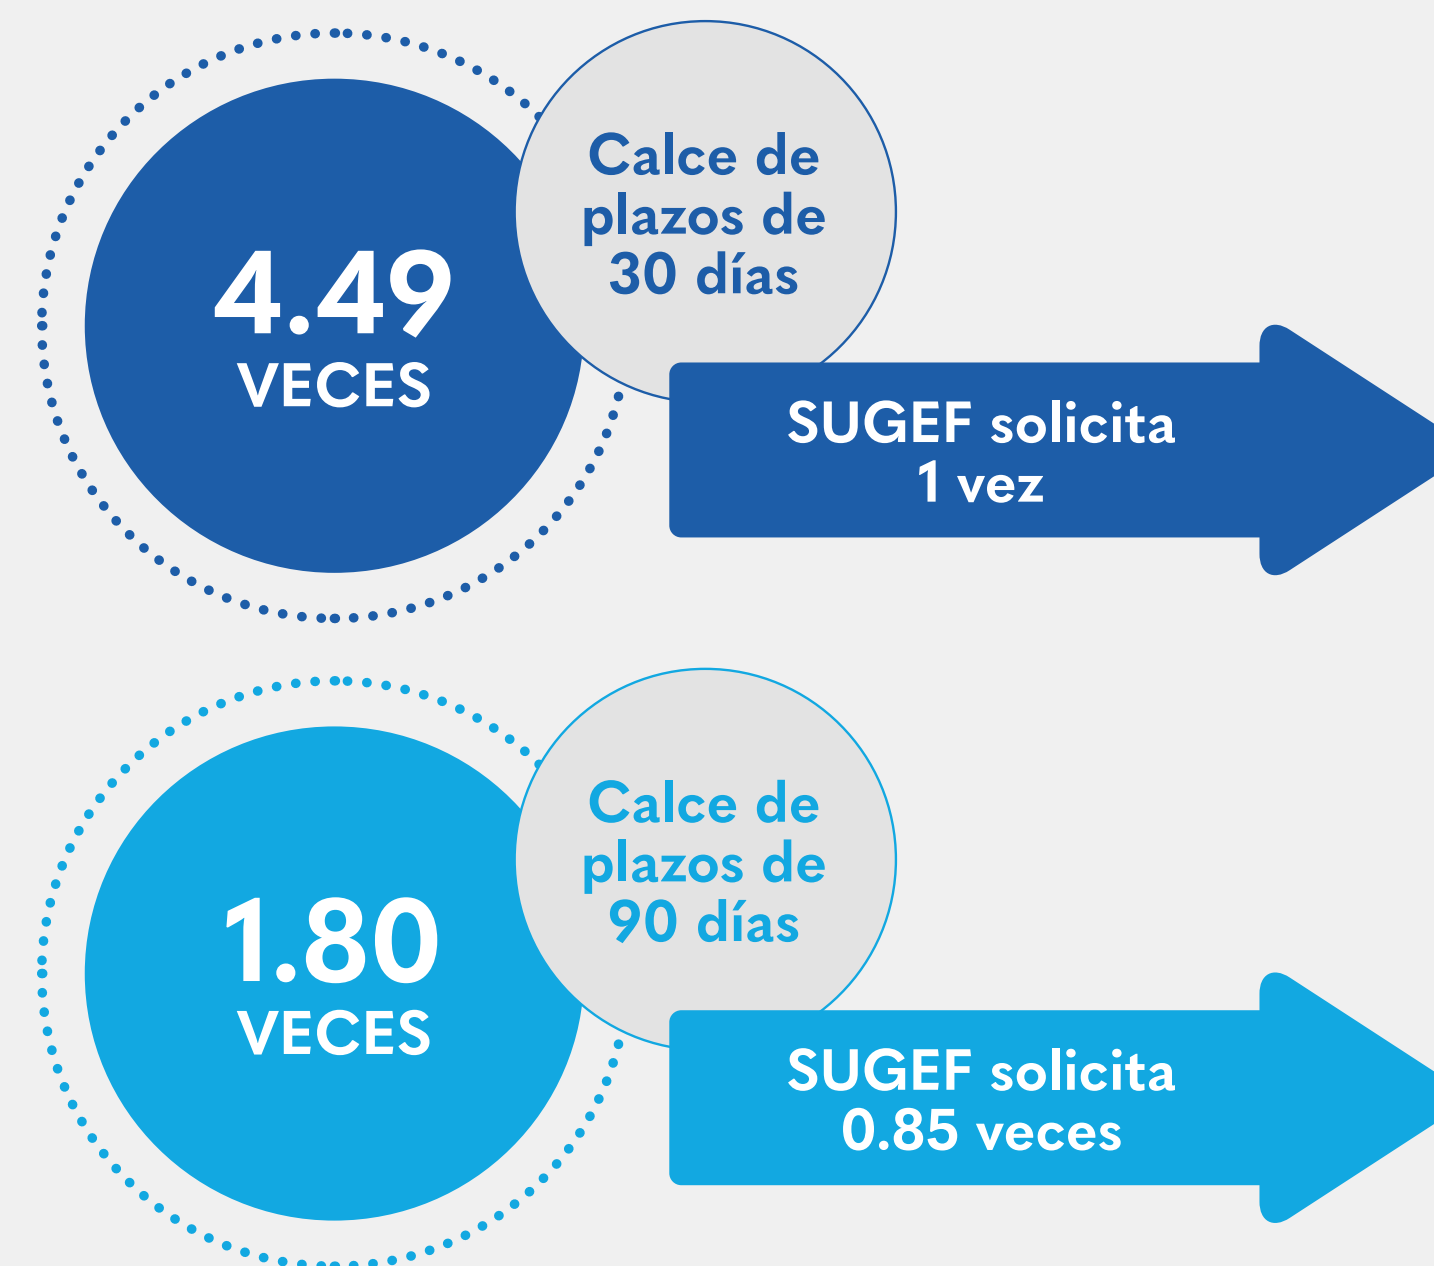 4.49
VECES
Calce de
plazos de
30 días
SUGEF solicita
1 vez
1.80
VECES
Calce de
plazos de
90 días
SUGEF solicita
0.85 veces